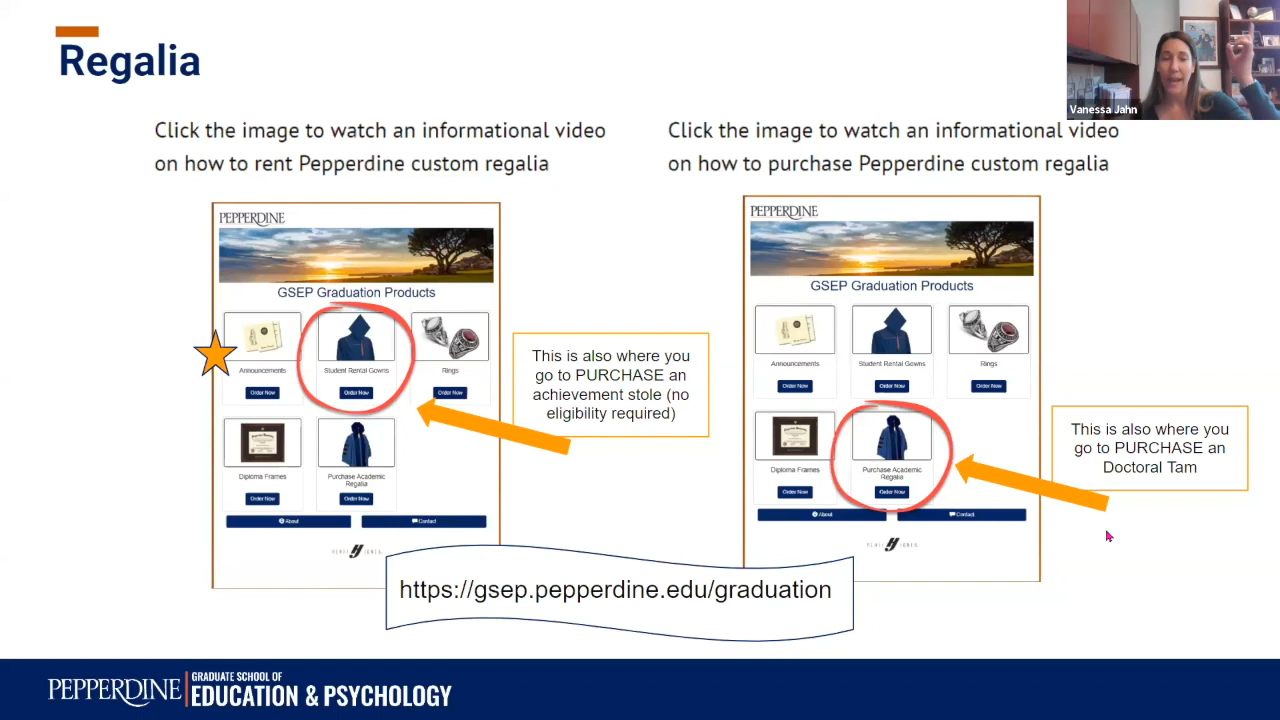 Regalia
Vanessa Jahn
Click the image to watch an informational video
on how to rent Pepperdine custom regalia
Click the image to watch an informational video
on how to purchase Pepperdine custom regalia
PEPPERDINE
GSEP Graduation Products
Announcements
Student Rental Gowns
Rings
Order Now
Order Now
Order Now
Diploma Frames
Purchase Academic
Regalia
Order Now
Order Now
About
Contact
This is also where you
go to PURCHASE an
achievement stole (no
eligibility required)
PEPPERDINE
GSEP Graduation Products
Announcements
Student Rental Gowns
Rings
Order Now
Order Now
Order Now
Diploma Frames
Purchase Academic
Regalia
Order Now
Order Now
About
Contact
This is also where you
go to PURCHASE an
Doctoral Tam
https://gsep.pepperdine.edu/graduation
PEPPERDINE
GRADUATE SCHOOL OF
EDUCATION & PSYCHOLOGY